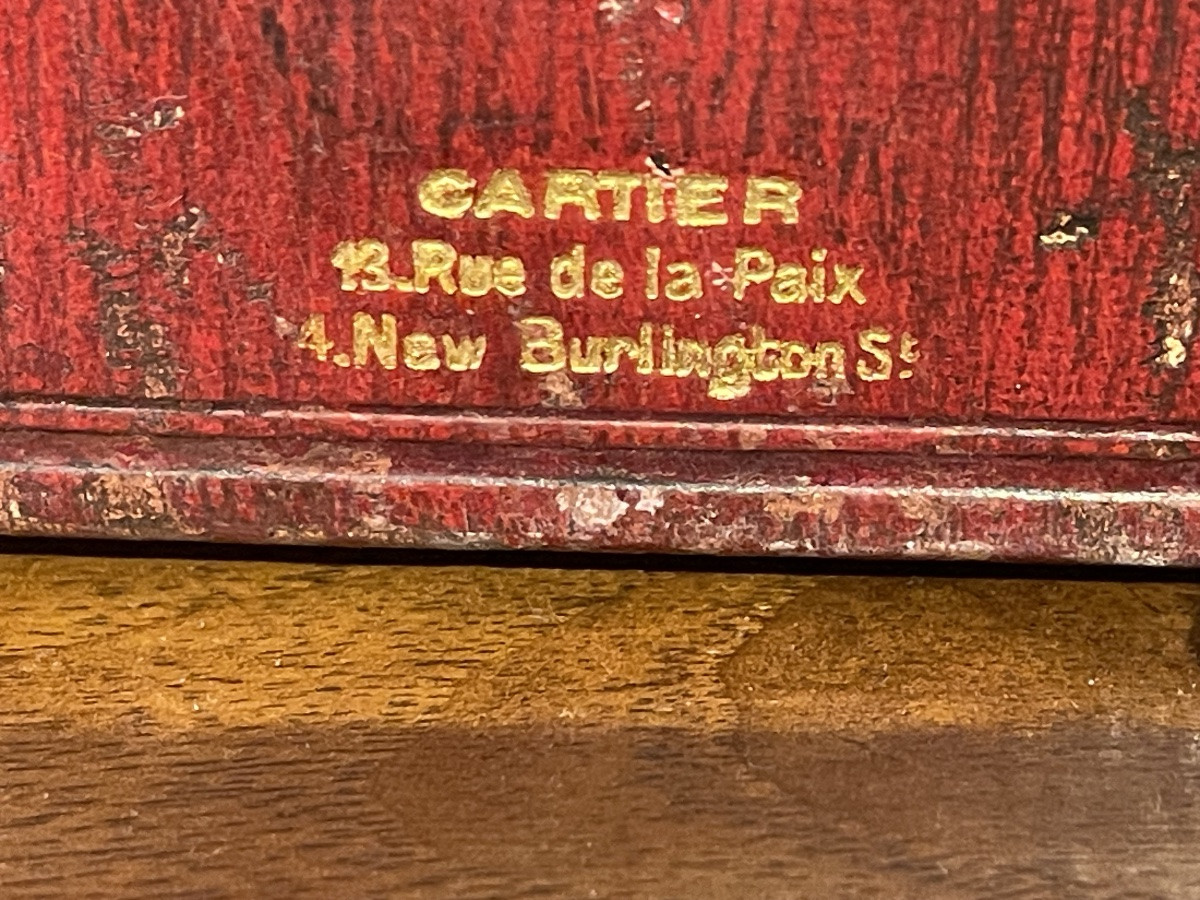 CARTIER
13.Rue de la Paix
4.New Burlington St